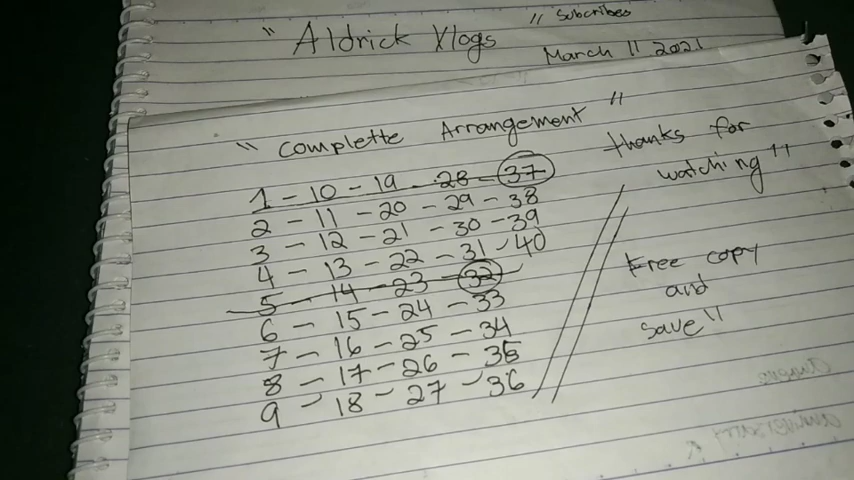 " Aldrick Vlogs
" Subcribes
March 11 2021
" Complette Arrangement "
1 - 10 - 19 - 28 - 37
2 - 11 - 20 - 29 - 38
3 - 12 - 21 - 30 - 39
4 - 13 - 22 - 31 - 40
5 - 14 - 23 - 32
6 - 15 - 24 - 33
7 - 16 - 25 - 34
8 - 17 - 26 - 35
9 - 18 - 27 - 36
thanks for
watching "
Free copy
and
save "